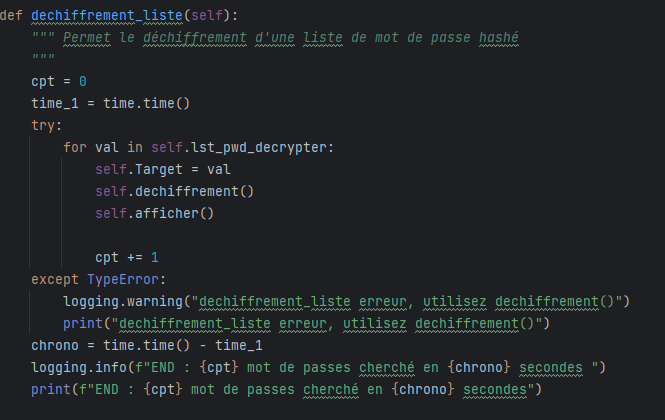 def dechiffrement_liste(self):
    """ Permet le déchiffrement d'une liste de mot de passe hashé
    """
    cpt = 0
    time_1 = time.time()
    try:
        for val in self.lst_pwd_decrypter:
            self.Target = val
            self.dechiffrement()
            self.afficher()

            cpt += 1
    except TypeError:
        logging.warning("dechiffrement_liste erreur, utilisez dechiffrement()")
        print("dechiffrement_liste erreur, utilisez dechiffrement()")
    chrono = time.time() - time_1
    logging.info(f"END : {cpt} mot de passes cherché en {chrono} secondes ")
    print(f"END : {cpt} mot de passes cherché en {chrono} secondes")